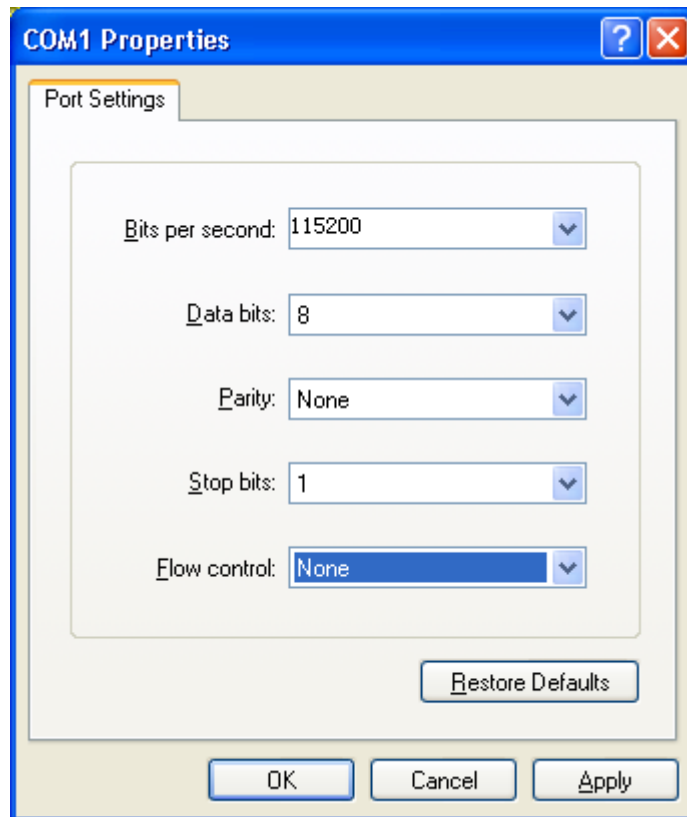 COM1 Properties
Port Settings
Bits per second: 115200
Data bits: 8
Parity: None
Stop bits: 1
Flow control: None
Restore Defaults
OK Cancel Apply